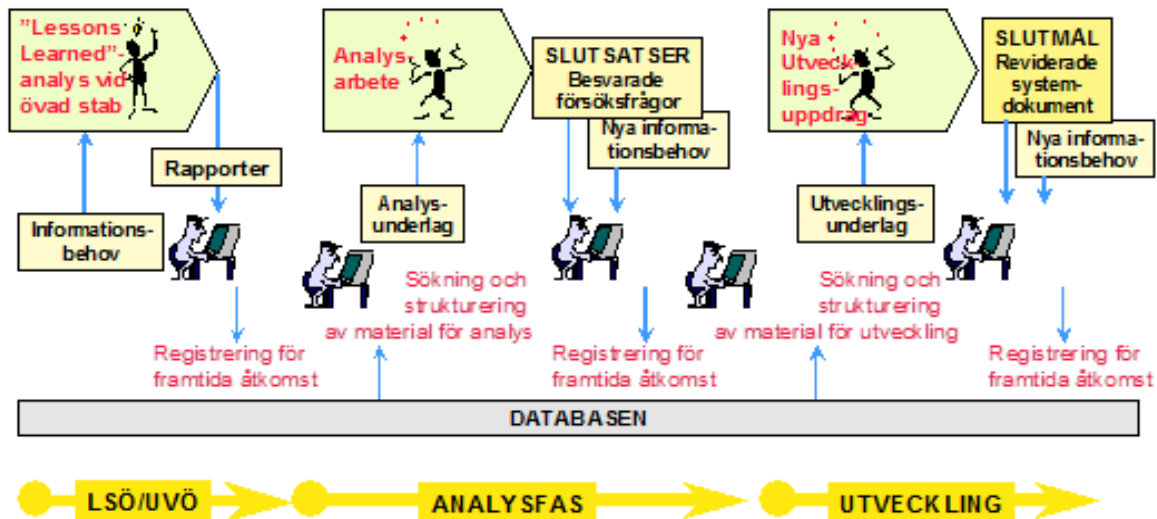 "Lessons
Learned"-
analys vid
övad stab
Rapporter
Informations-
behov
Registrering för
framtida åtkomst
Analys-
arbete
SLUTSATSER
Besvarade
försöksfrågor
Nya informa-
tionsbehov
Analys-
underlag
Sökning och
strukturering
av material för analys
Registrering för
framtida åtkomst
Nya
Utveck-
lings-
uppdrag
SLUTMÅL
Reviderade
system-
dokument
Nya informa-
tionsbehov
Utvecklings-
underlag
Sökning och
strukturering
av material för utveckling
Registrering för
framtida åtkomst
DATABASEN
LSÖ/UVÖ
ANALYSFAS
UTVECKLING